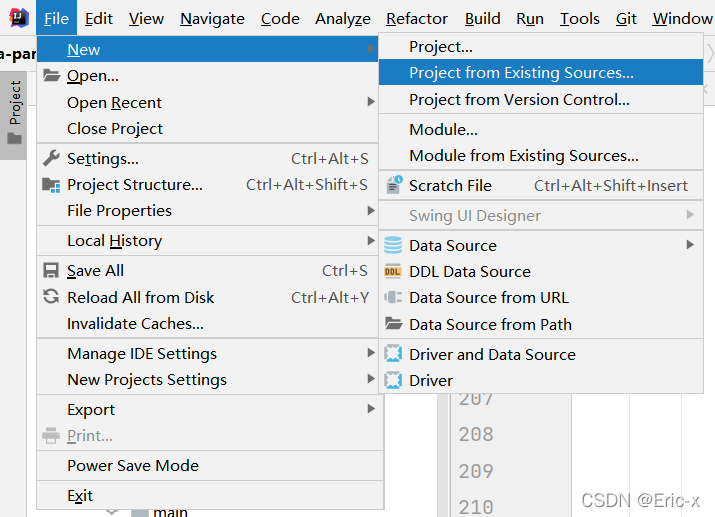 File Edit View Navigate Code Analyze Refactor Build Run Tools Git Window
a-par
Project
New
Open...
Open Recent
Close Project
Settings... Ctrl+Alt+S
Project Structure... Ctrl+Alt+Shift+S
File Properties
Local History
Save All Ctrl+S
Reload All from Disk Ctrl+Alt+Y
Invalidate Caches...
Manage IDE Settings
New Projects Settings
Export
Print...
Power Save Mode
Exit
Project...
Project from Existing Sources...
Project from Version Control...
Module...
Module from Existing Sources...
Scratch File Ctrl+Alt+Shift+Insert
Swing UI Designer
Data Source
DDL Data Source
Data Source from URL
Data Source from Path
Driver and Data Source
Driver
207
208
209
210
main
CSDN @Eric-x